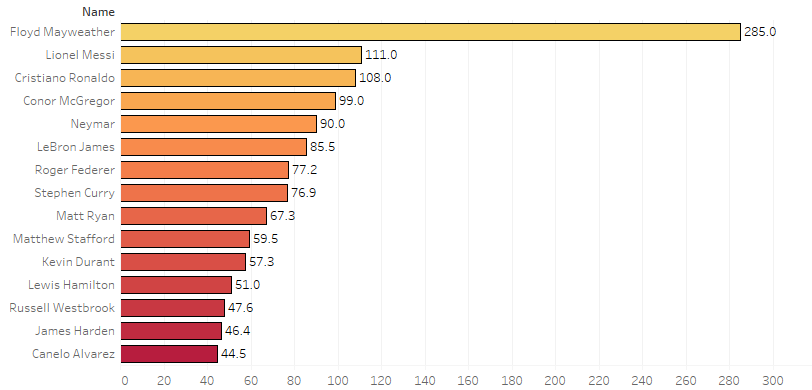 Name
Floyd Mayweather 285.0
Lionel Messi 111.0
Cristiano Ronaldo 108.0
Conor McGregor 99.0
Neymar 90.0
LeBron James 85.5
Roger Federer 77.2
Stephen Curry 76.9
Matt Ryan 67.3
Matthew Stafford 59.5
Kevin Durant 57.3
Lewis Hamilton 51.0
Russell Westbrook 47.6
James Harden 46.4
Canelo Alvarez 44.5
0 20 40 60 80 100 120 140 160 180 200 220 240 260 280 300